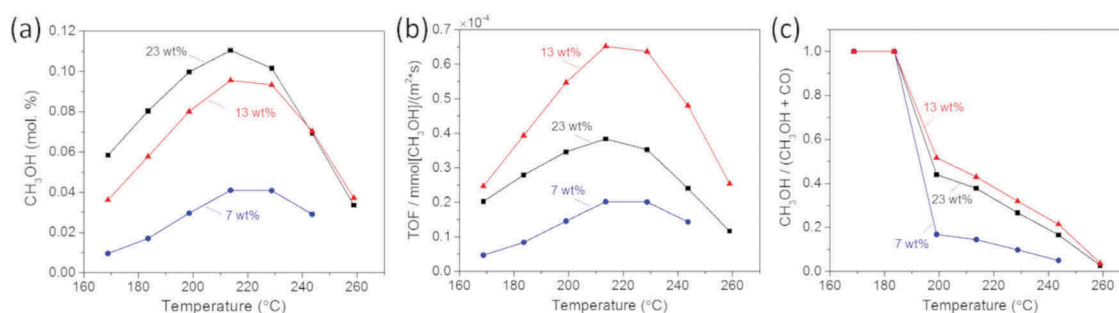 (a)
CH₃OH (mol. %)
0.12
0.10
0.08
0.06
0.04
0.02
0.00
23 wt%
13 wt%
7 wt%
160 180 200 220 240 260
Temperature (°C)
(b)
×10⁻⁴
TOF / mmol[CH₃OH]/(m²*s)
0.7
0.6
0.5
0.4
0.3
0.2
0.1
0.0
13 wt%
23 wt%
7 wt%
160 180 200 220 240 260
Temperature (°C)
(c)
CH₃OH / (CH₃OH + CO)
1.0
0.8
0.6
0.4
0.2
0.0
13 wt%
23 wt%
7 wt%
160 180 200 220 240 260
Temperature (°C)